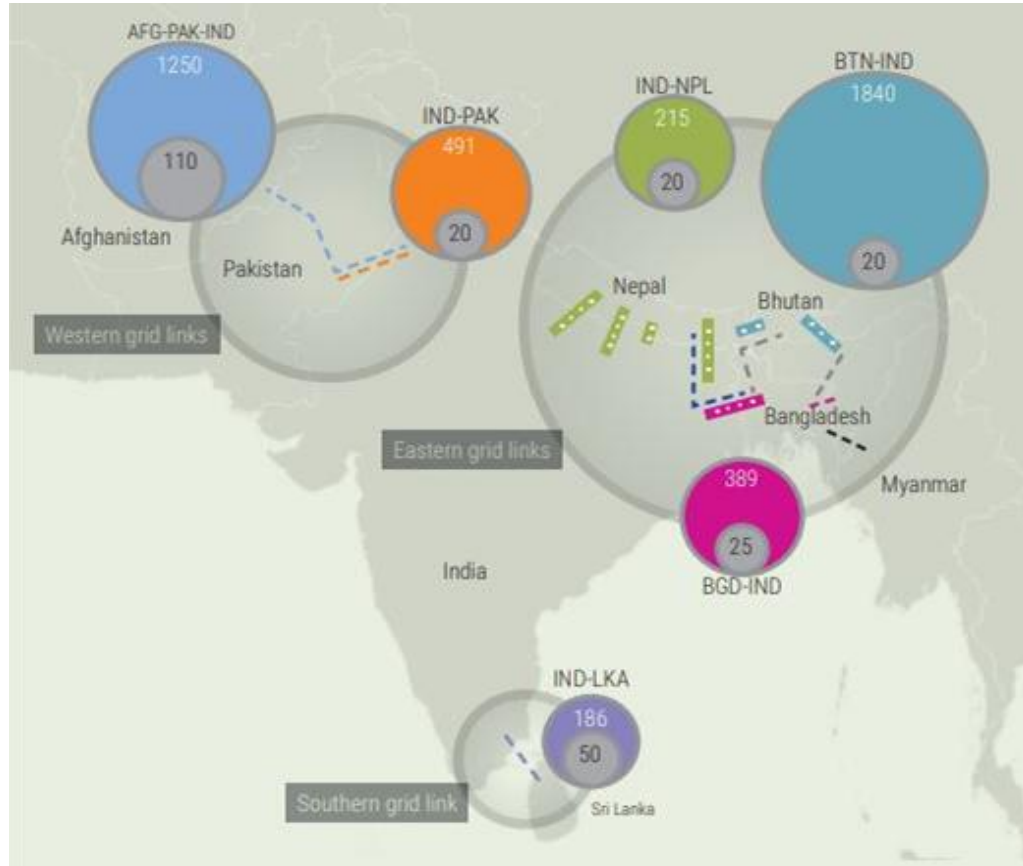 AFG-PAK-IND
1250
110
Afghanistan
IND-PAK
491
20
Pakistan
Western grid links
IND-NPL
215
20
BTN-IND
1840
20
Nepal
Bhutan
Bangladesh
Eastern grid links
Myanmar
389
25
BGD-IND
India
IND-LKA
186
50
Southern grid link
Sri Lanka